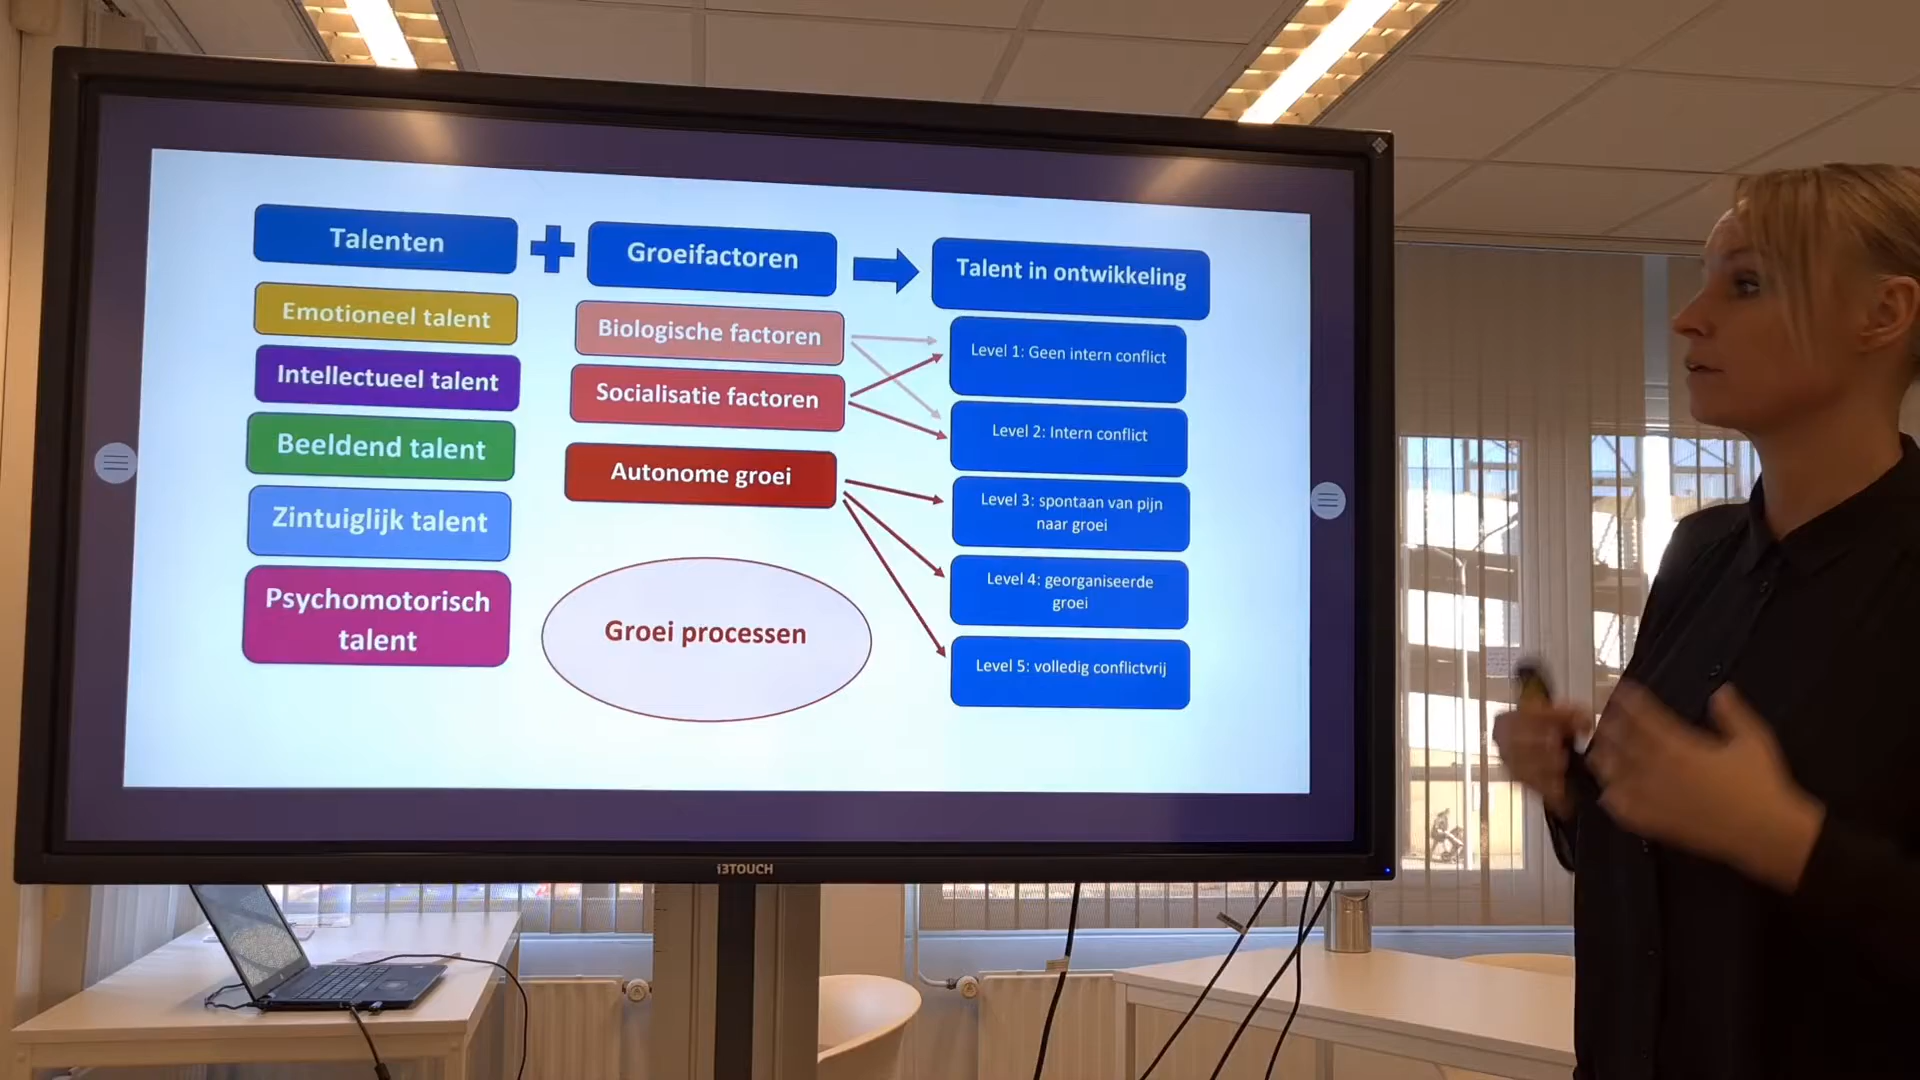 Talenten
Groeifactoren
Talent in ontwikkeling
Emotioneel talent
Intellectueel talent
Beeldend talent
Zintuiglijk talent
Psychomotorisch
talent
Biologische factoren
Socialisatie factoren
Autonome groei
Groei processen
Level 1: Geen intern conflict
Level 2: Intern conflict
Level 3: spontaan van pijn
naar groei
Level 4: georganiseerde
groei
Level 5: volledig conflictvrij
i3TOUCH